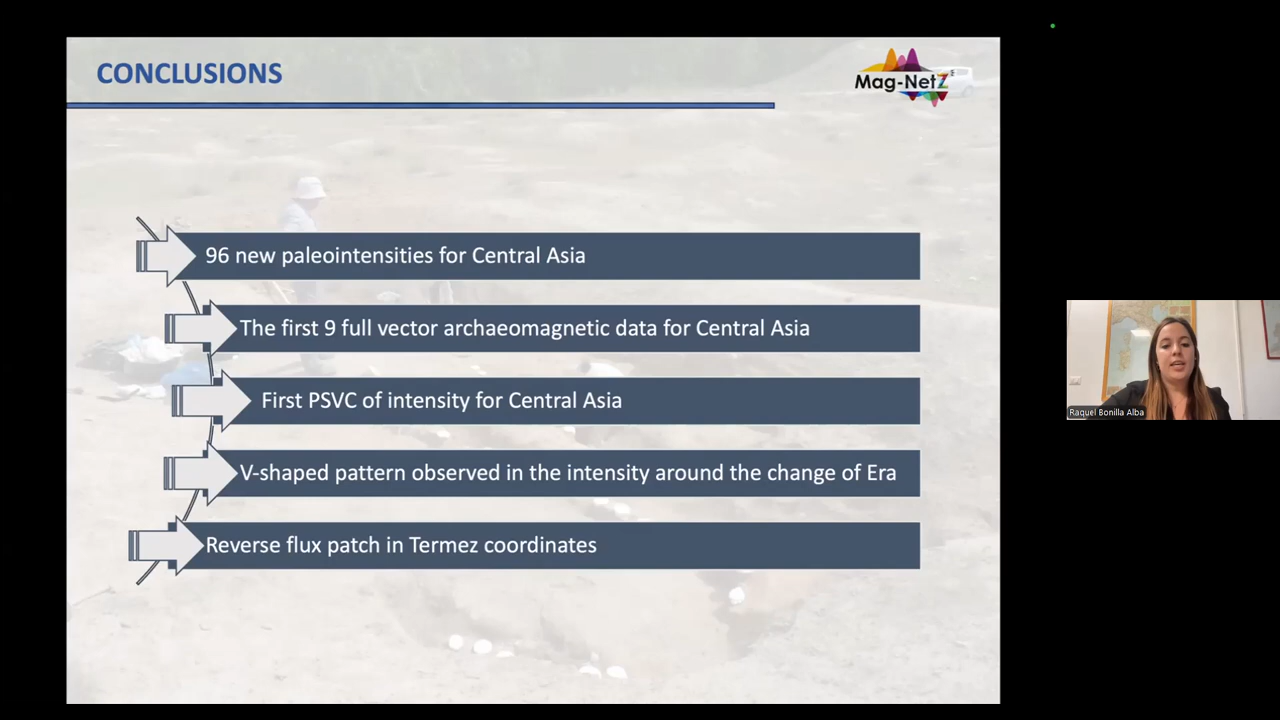 CONCLUSIONS
Mag-NetZ
96 new paleointensities for Central Asia
The first 9 full vector archaeomagnetic data for Central Asia
First PSVC of intensity for Central Asia
V-shaped pattern observed in the intensity around the change of Era
Reverse flux patch in Termez coordinates
Raquel Bonilla Alba